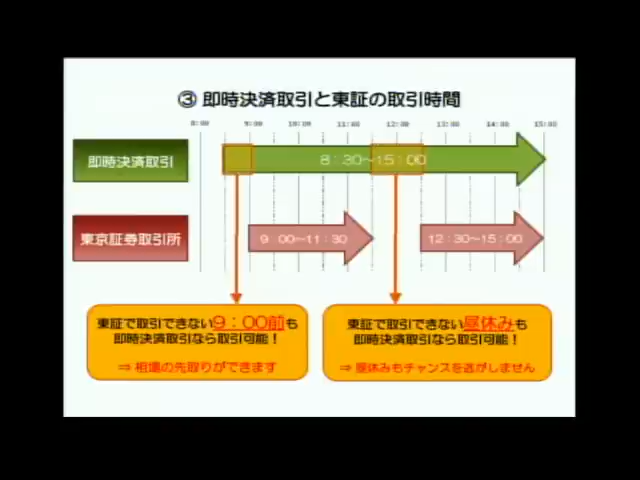 ③ 即時決済取引と東証の取引時間
8:00 9:00 10:00 11:00 12:00 13:00 14:00 15:00
即時決済取引
8：30～15：00
東京証券取引所
9：00～11：30
12：30～15：00
東証で取引できない9：00前も
即時決済取引なら取引可能！
⇒ 相場の先取りができます
東証で取引できない昼休みも
即時決済取引なら取引可能！
⇒ 昼休みもチャンスを逃がしません